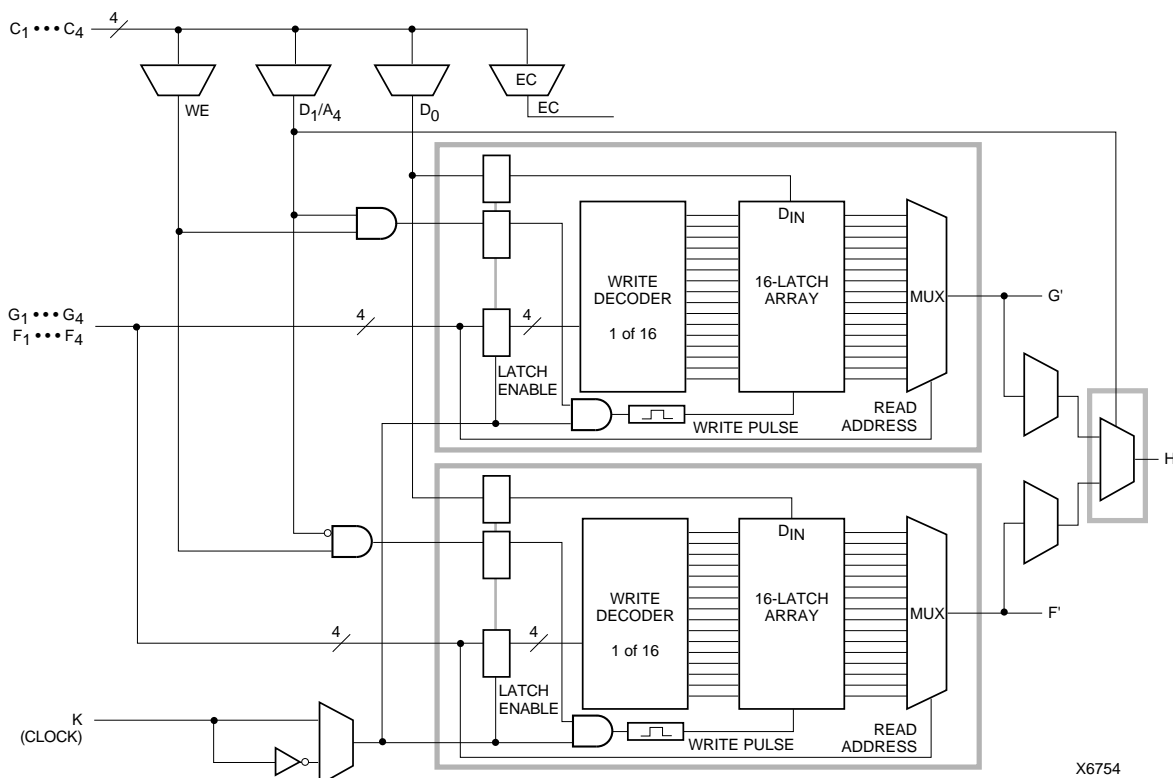 C1 • • • C4
4
EC
WE
D1/A4
D0
EC
DIN
WRITE
DECODER
1 of 16
16-LATCH
ARRAY
MUX
G'
G1 • • • G4
F1 • • • F4
4
4
LATCH
ENABLE
WRITE PULSE
READ
ADDRESS
H'
DIN
WRITE
DECODER
1 of 16
16-LATCH
ARRAY
MUX
F'
4
4
LATCH
ENABLE
K
(CLOCK)
WRITE PULSE
READ
ADDRESS
X6754